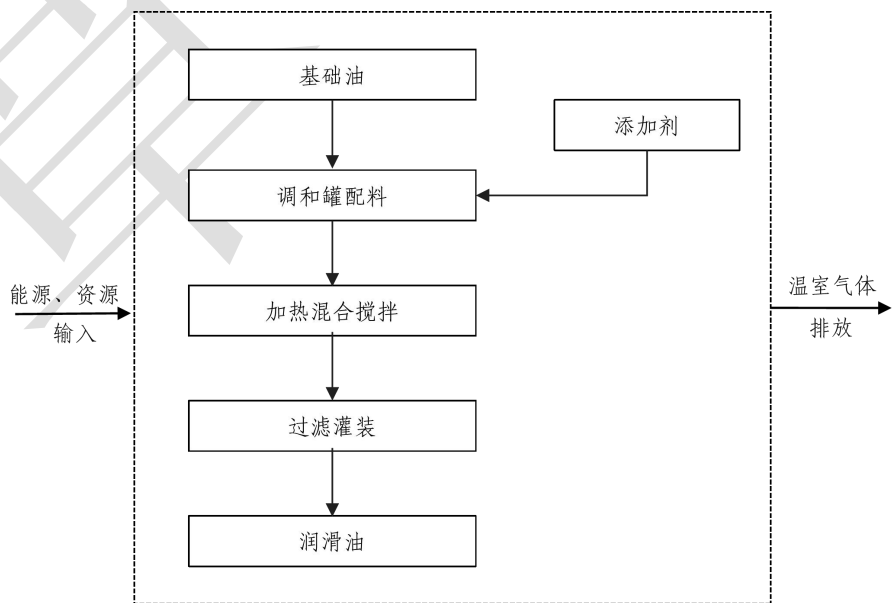 基础油
添加剂
调和罐配料
能源、资源
输入
加热混合搅拌
温室气体
排放
过滤灌装
润滑油